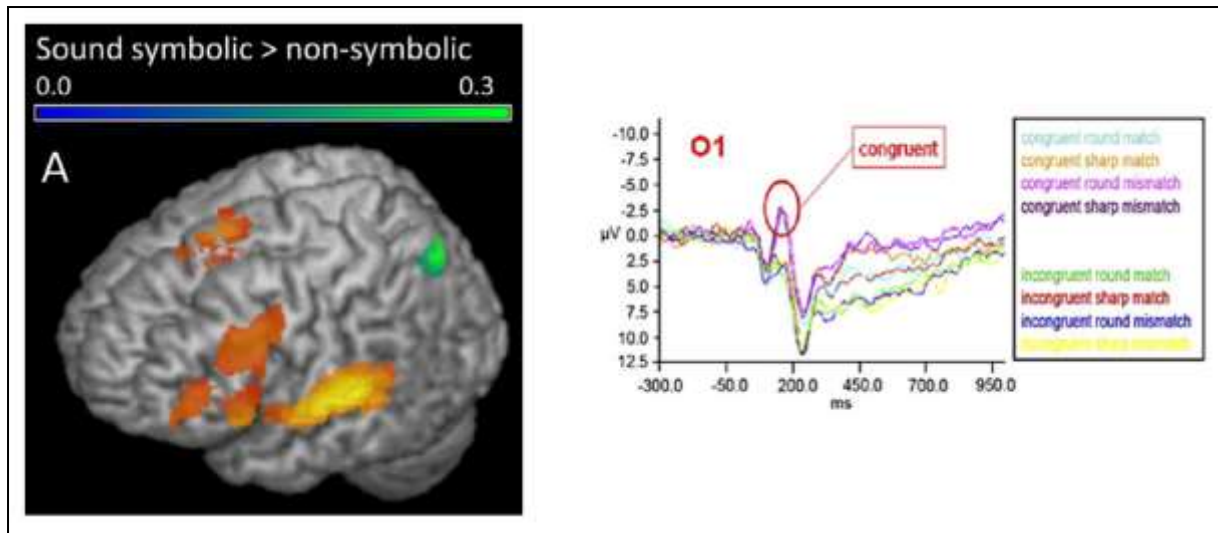 Sound symbolic > non-symbolic
0.0 0.3
A
O1
congruent
-10.0
-7.5
-5.0
-2.5
µV 0.0
2.5
5.0
7.5
10.0
12.5
-300.0 -50.0 200.0 450.0 700.0 950.0
ms
congruent round match
congruent sharp match
congruent round mismatch
congruent sharp mismatch
incongruent round match
incongruent sharp match
incongruent round mismatch
incongruent sharp mismatch